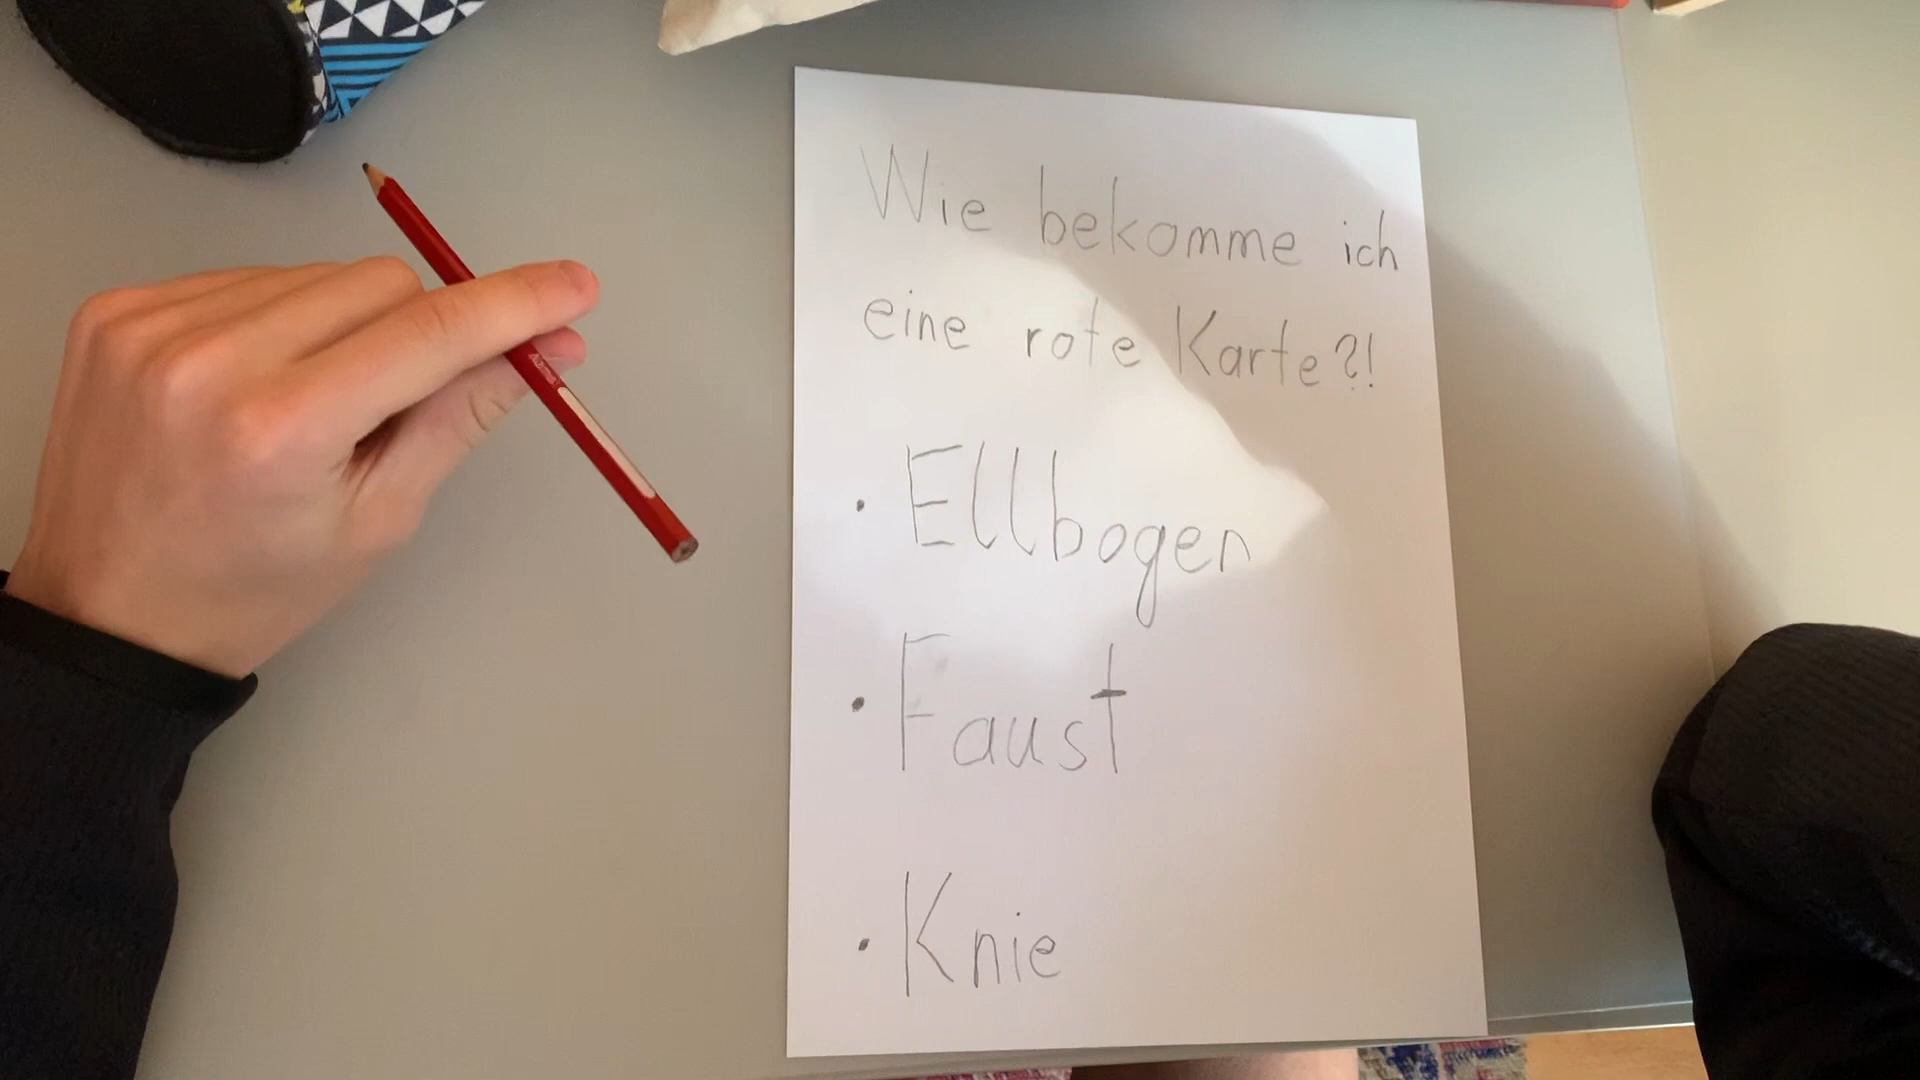 Wie bekomme ich
eine rote Karte?!
· Ellbogen
· Faust
· Knie